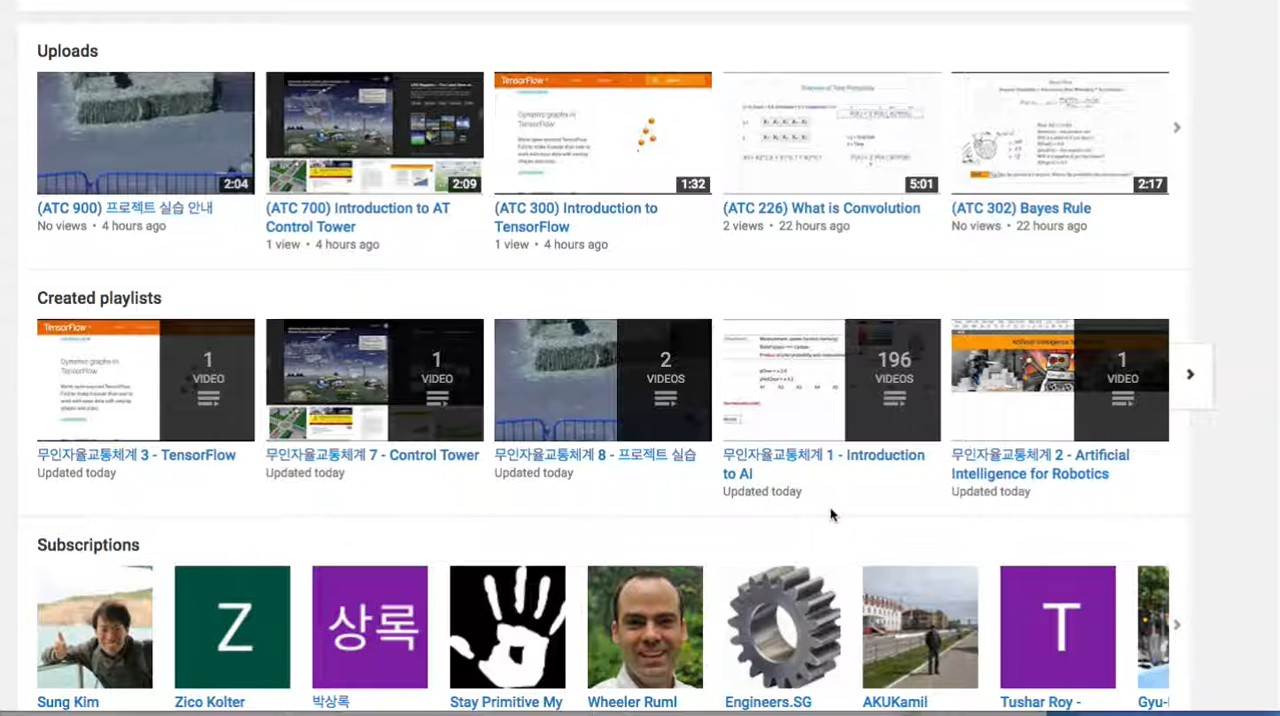 Uploads
TensorFlow
Dynamic graphs in
TensorFlow
2:04
2:09
1:32
5:01
2:17
(ATC 900) 프로젝트 실습 안내
(ATC 700) Introduction to AT
Control Tower
(ATC 300) Introduction to
TensorFlow
(ATC 226) What is Convolution
(ATC 302) Bayes Rule
No views • 4 hours ago
1 view • 4 hours ago
1 view • 4 hours ago
2 views • 22 hours ago
No views • 22 hours ago
Created playlists
TensorFlow
Dynamic graphs in
TensorFlow
1
VIDEO
1
VIDEO
2
VIDEOS
196
VIDEOS
1
VIDEO
무인자율교통체계 3 - TensorFlow
Updated today
무인자율교통체계 7 - Control Tower
Updated today
무인자율교통체계 8 - 프로젝트 실습
Updated today
무인자율교통체계 1 - Introduction
to AI
Updated today
무인자율교통체계 2 - Artificial
Intelligence for Robotics
Updated today
Subscriptions
Z
상록
T
Sung Kim
Zico Kolter
박상록
Stay Primitive My
Wheeler Ruml
Engineers.SG
AKUKamil
Tushar Roy -